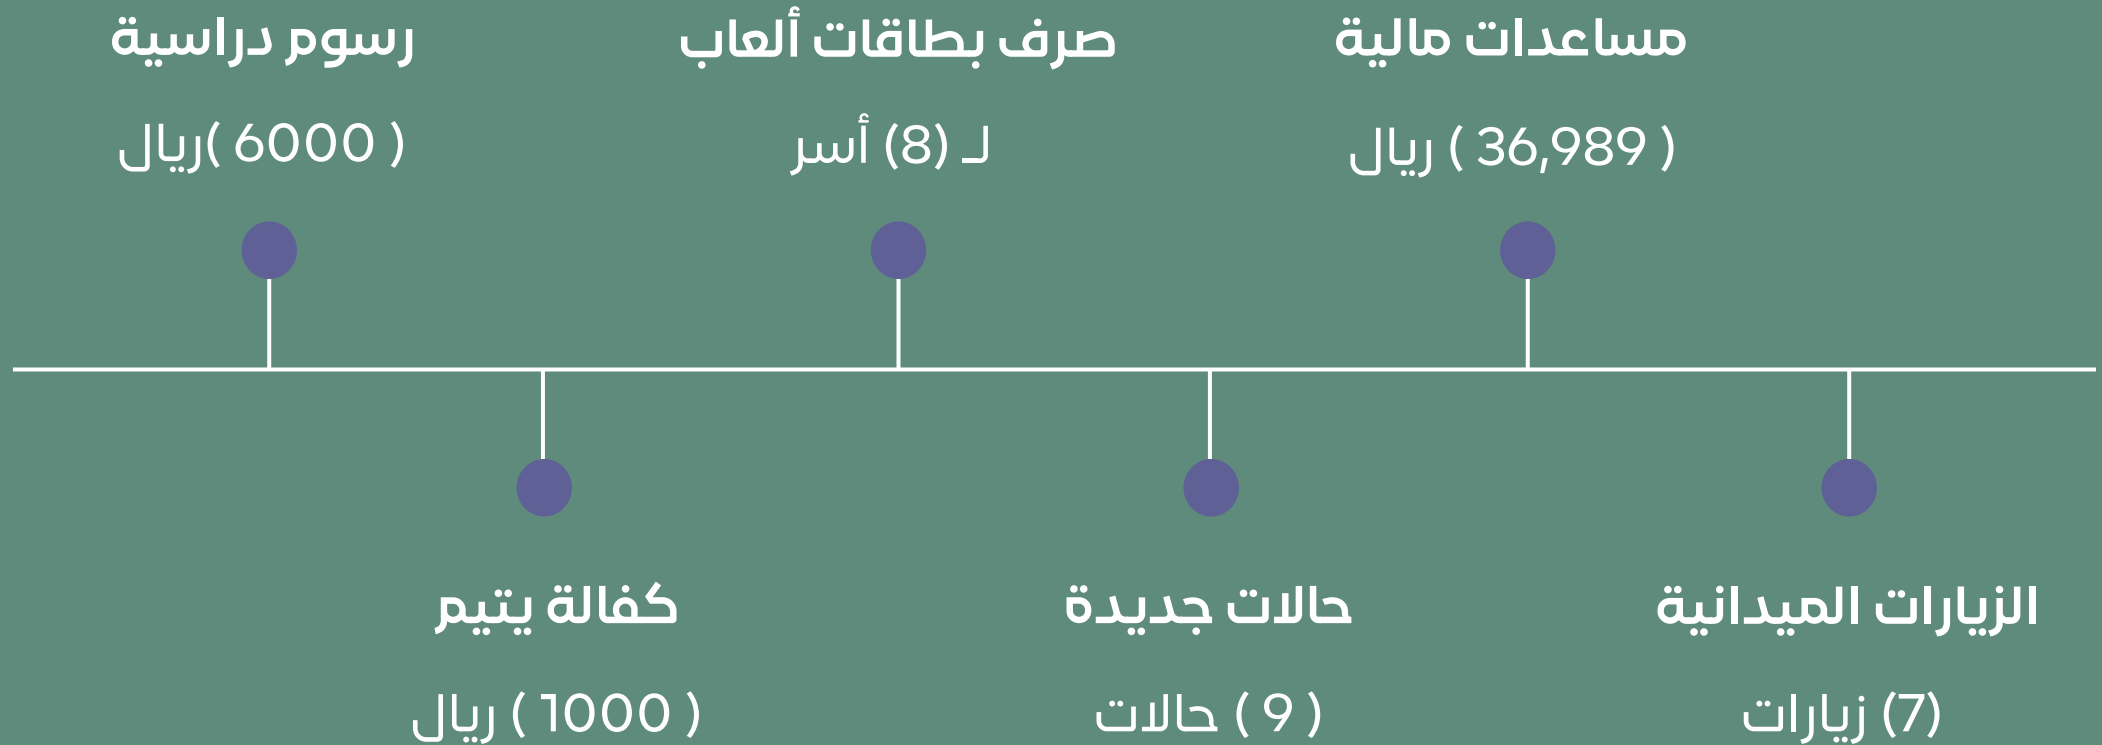 مساعدات مالية
( 36,989 ) ريال
صرف بطاقات ألعاب
لـ (8) أسر
رسوم دراسية
( 6000 )ريال
الزيارات الميدانية
(7) زيارات
حالات جديدة
( 9 ) حالات
كفالة يتيم
( 1000 ) ريال